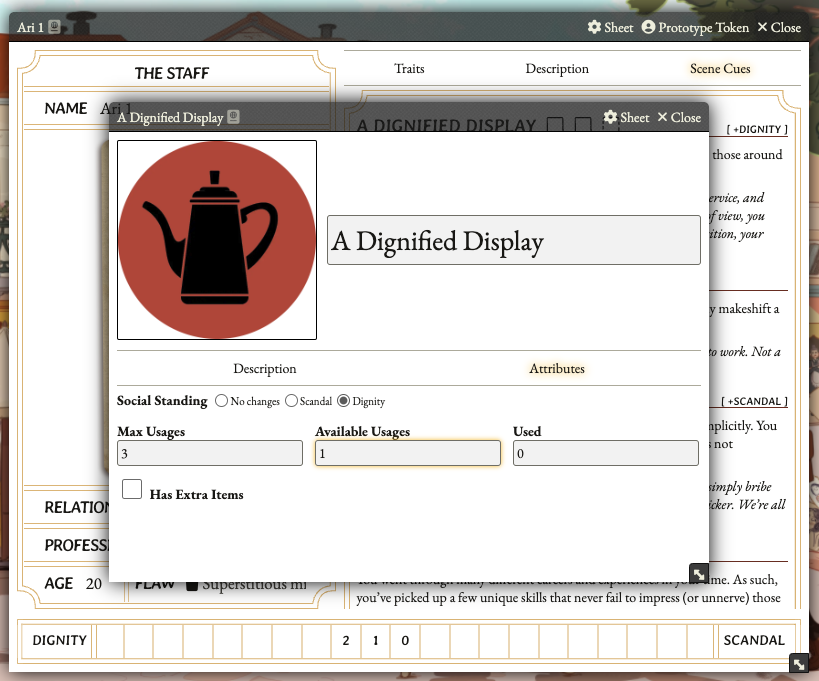 Ari 1
Sheet Prototype Token Close
THE STAFF
NAME Ari 1
Traits Description Scene Cues
A Dignified Display
Sheet Close
A DIGNIFIED DISPLAY
[ +DIGNITY ]
those around
ervice, and
of view, you
ition, your
y makeshift a
to work. Not a
[ +SCANDAL ]
mplicitly. You
s not
simply bribe
icker. We're all
A Dignified Display
Description Attributes
Social Standing No changes Scandal Dignity
Max Usages Available Usages Used
3 1 0
Has Extra Items
RELATION
PROFESS
AGE 20 FLAW Superstitious mi
You went through many different careers and experiences in your time. As such,
you've picked up a few unique skills that never fail to impress (or unnerve) those
DIGNITY 2 1 0 SCANDAL